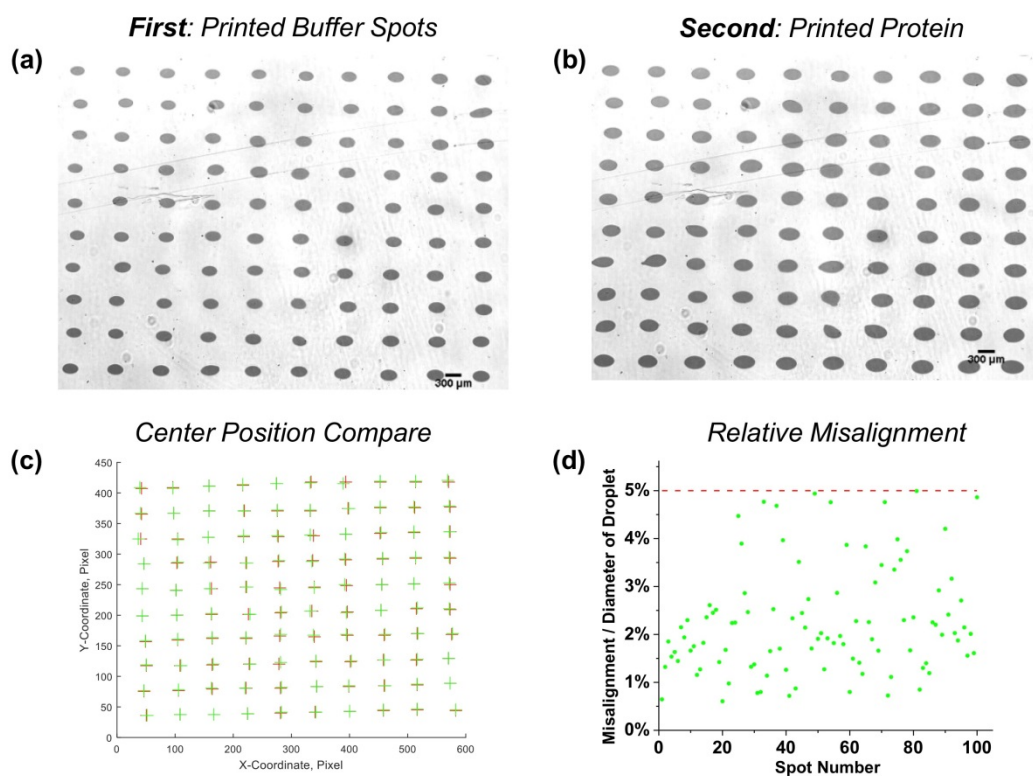 First: Printed Buffer Spots
Second: Printed Protein
(a)
(b)
300 µm
300 µm
Center Position Compare
Relative Misalignment
(c)
(d)
450
400
350
300
250
200
150
100
50
0
Y-Coordinate, Pixel
0 100 200 300 400 500 600
X-Coordinate, Pixel
5%
4%
3%
2%
1%
0%
Misalignment / Diameter of Droplet
0 20 40 60 80 100
Spot Number